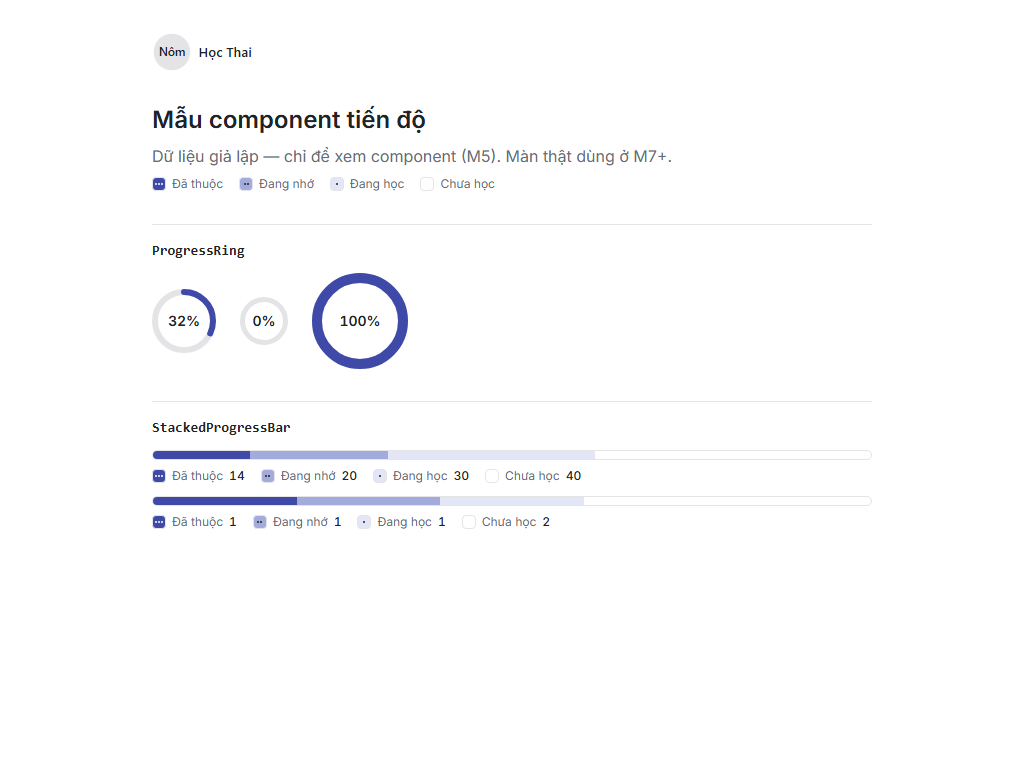 Nôm Học Thai
Mẫu component tiến độ
Dữ liệu giả lập — chỉ để xem component (M5). Màn thật dùng ở M7+.
Đã thuộc Đang nhớ Đang học Chưa học
ProgressRing
32% 0% 100%
StackedProgressBar
Đã thuộc 14 Đang nhớ 20 Đang học 30 Chưa học 40
Đã thuộc 1 Đang nhớ 1 Đang học 1 Chưa học 2